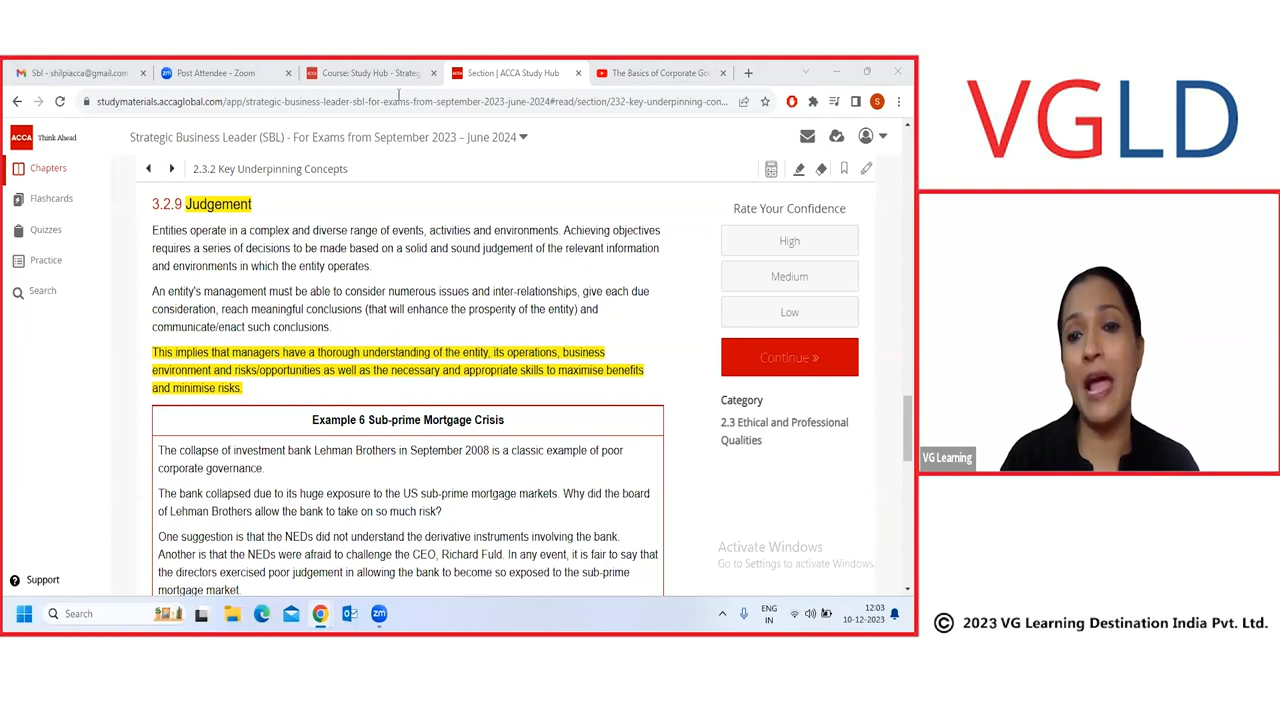 Sbl - shilpiacca@gmail.com
Post Attendee - Zoom
Course: Study Hub - Strateg
Section | ACCA Study Hub
The Basics of Corporate Go
studymaterials.accaglobal.com/app/strategic-business-leader-sbl-for-exams-from-september-2023-june-2024#read/section/232-key-underpinning-con...
S
ACCA Think Ahead
Strategic Business Leader (SBL) - For Exams from September 2023 – June 2024
Chapters
Flashcards
Quizzes
Practice
Search
Support
2.3.2 Key Underpinning Concepts
3.2.9 Judgement
Entities operate in a complex and diverse range of events, activities and environments. Achieving objectives
requires a series of decisions to be made based on a solid and sound judgement of the relevant information
and environments in which the entity operates.
An entity's management must be able to consider numerous issues and inter-relationships, give each due
consideration, reach meaningful conclusions (that will enhance the prosperity of the entity) and
communicate/enact such conclusions.
This implies that managers have a thorough understanding of the entity, its operations, business
environment and risks/opportunities as well as the necessary and appropriate skills to maximise benefits
and minimise risks.
Example 6 Sub-prime Mortgage Crisis
The collapse of investment bank Lehman Brothers in September 2008 is a classic example of poor
corporate governance.
The bank collapsed due to its huge exposure to the US sub-prime mortgage markets. Why did the board
of Lehman Brothers allow the bank to take on so much risk?
One suggestion is that the NEDs did not understand the derivative instruments involving the bank.
Another is that the NEDs were afraid to challenge the CEO, Richard Fuld. In any event, it is fair to say that
the directors exercised poor judgement in allowing the bank to become so exposed to the sub-prime
mortgage market.
Rate Your Confidence
High
Medium
Low
Continue »
Category
2.3 Ethical and Professional
Qualities
Activate Windows
Go to Settings to activate Windows.
Search
ENG
IN
12:03
10-12-2023
VGLD
VG Learning
© 2023 VG Learning Destination India Pvt. Ltd.